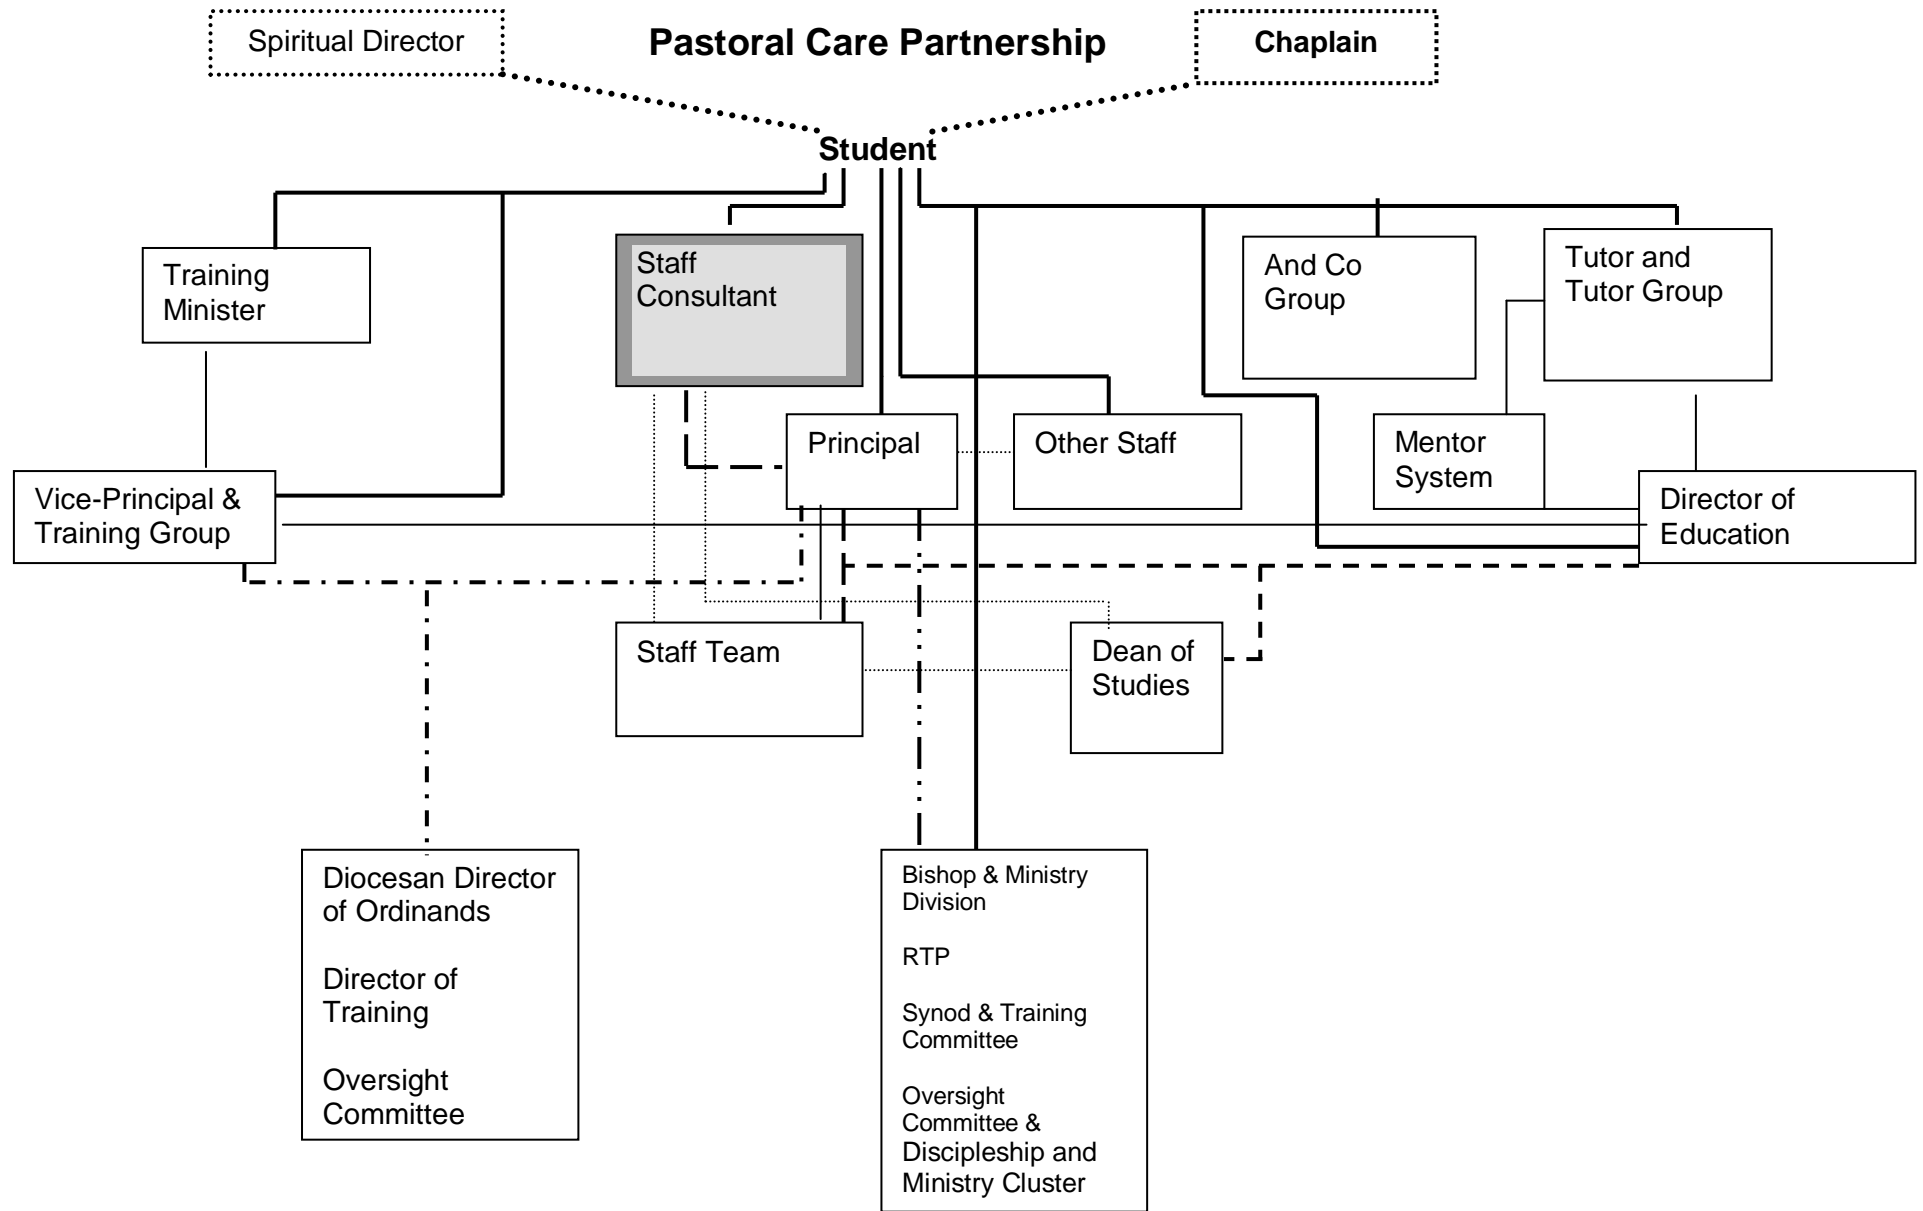 Spiritual Director
Pastoral Care Partnership
Chaplain
Student
Training
Minister
Staff
Consultant
And Co
Group
Tutor and
Tutor Group
Principal
Other Staff
Mentor
System
Vice-Principal &
Training Group
Director of
Education
Staff Team
Dean of
Studies
Diocesan Director
of Ordinands
Director of
Training
Oversight
Committee
Bishop & Ministry
Division
RTP
Synod & Training
Committee
Oversight
Committee &
Discipleship and
Ministry Cluster